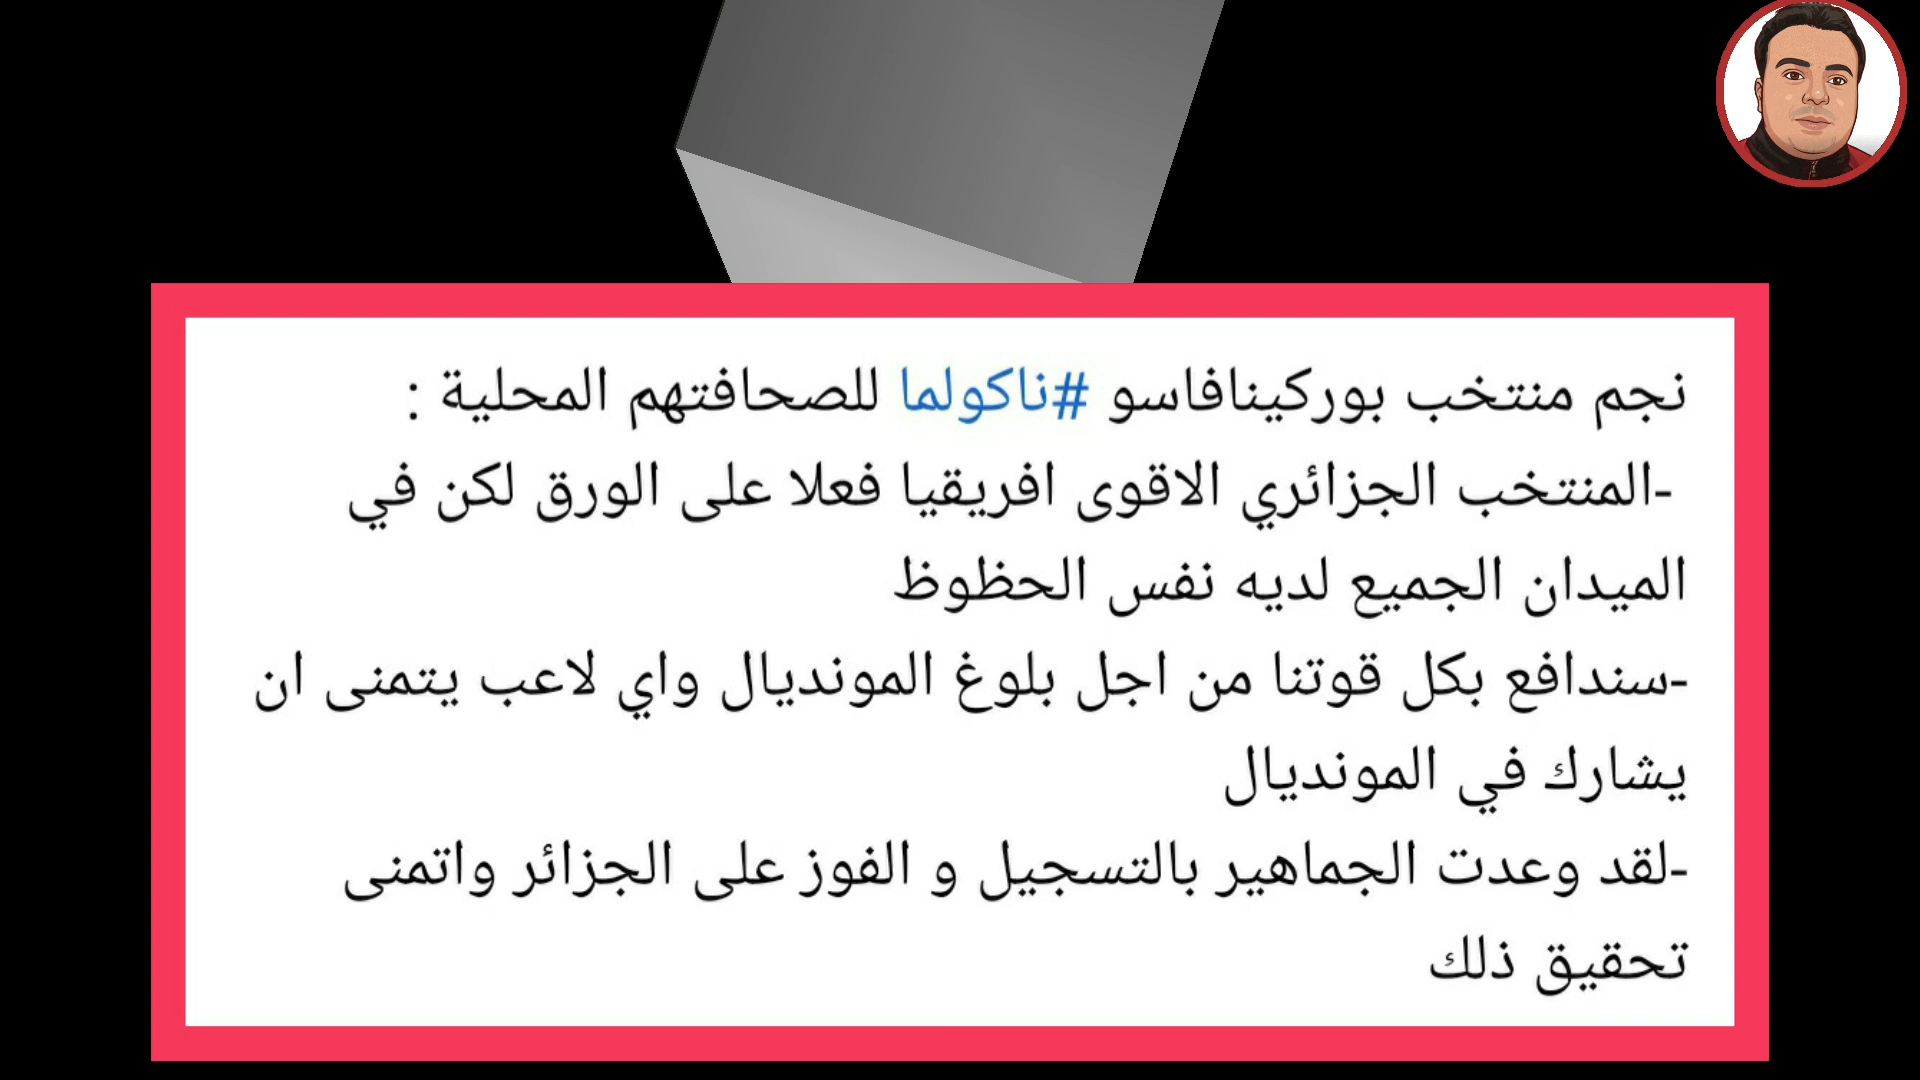 نجم منتخب بوركينافاسو #ناكولما للصحافتهم المحلية :
-المنتخب الجزائري الاقوى افريقيا فعلا على الورق لكن في
الميدان الجميع لديه نفس الحظوظ
-سندافع بكل قوتنا من اجل بلوغ المونديال واي لاعب يتمنى ان
يشارك في المونديال
-لقد وعدت الجماهير بالتسجيل و الفوز على الجزائر واتمنى
تحقيق ذلك